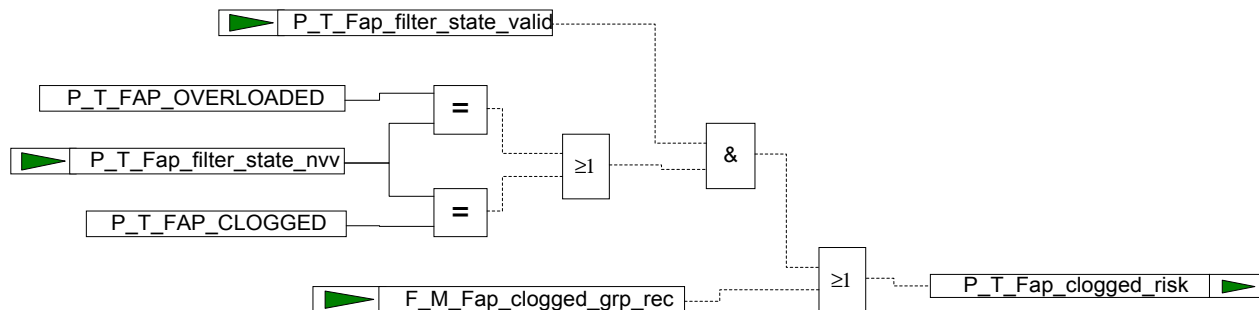 P_T_Fap_filter_state_valid
P_T_FAP_OVERLOADED
=
P_T_Fap_filter_state_nvv
≥1
&
=
P_T_FAP_CLOGGED
≥1
F_M_Fap_clogged_grp_rec
P_T_Fap_clogged_risk